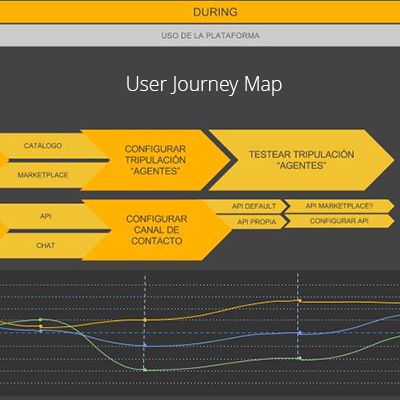 DURING
USO DE LA PLATAFORMA
User Journey Map
CATÁLOGO
MARKETPLACE
CONFIGURAR
TRIPULACIÓN
“AGENTES”
TESTEAR TRIPULACIÓN
“AGENTES”
API
CHAT
CONFIGURAR
CANAL DE
CONTACTO
API DEFAULT
API MARKETPLACE?
API PROPIA
CONFIGURAR API